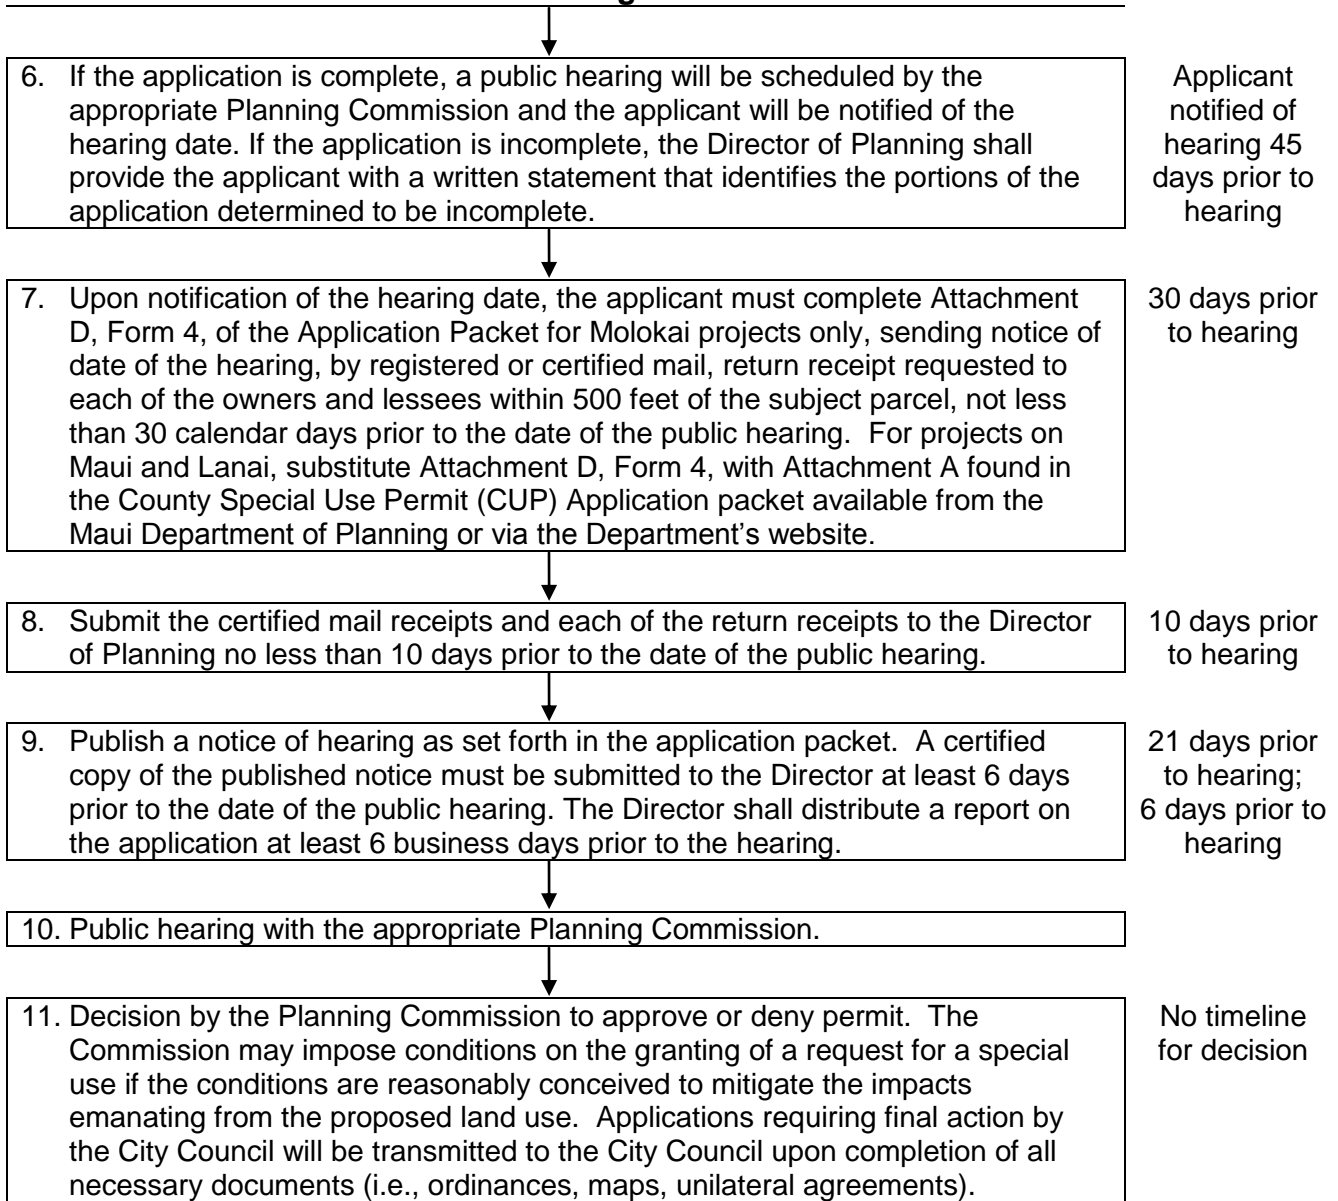 6. If the application is complete, a public hearing will be scheduled by the
appropriate Planning Commission and the applicant will be notified of the
hearing date. If the application is incomplete, the Director of Planning shall
provide the applicant with a written statement that identifies the portions of the
application determined to be incomplete.
Applicant
notified of
hearing 45
days prior to
hearing
7. Upon notification of the hearing date, the applicant must complete Attachment
D, Form 4, of the Application Packet for Molokai projects only, sending notice of
date of the hearing, by registered or certified mail, return receipt requested to
each of the owners and lessees within 500 feet of the subject parcel, not less
than 30 calendar days prior to the date of the public hearing. For projects on
Maui and Lanai, substitute Attachment D, Form 4, with Attachment A found in
the County Special Use Permit (CUP) Application packet available from the
Maui Department of Planning or via the Department’s website.
30 days prior
to hearing
8. Submit the certified mail receipts and each of the return receipts to the Director
of Planning no less than 10 days prior to the date of the public hearing.
10 days prior
to hearing
9. Publish a notice of hearing as set forth in the application packet. A certified
copy of the published notice must be submitted to the Director at least 6 days
prior to the date of the public hearing. The Director shall distribute a report on
the application at least 6 business days prior to the hearing.
21 days prior
to hearing;
6 days prior to
hearing
10. Public hearing with the appropriate Planning Commission.
11. Decision by the Planning Commission to approve or deny permit. The
Commission may impose conditions on the granting of a request for a special
use if the conditions are reasonably conceived to mitigate the impacts
emanating from the proposed land use. Applications requiring final action by
the City Council will be transmitted to the City Council upon completion of all
necessary documents (i.e., ordinances, maps, unilateral agreements).
No timeline
for decision